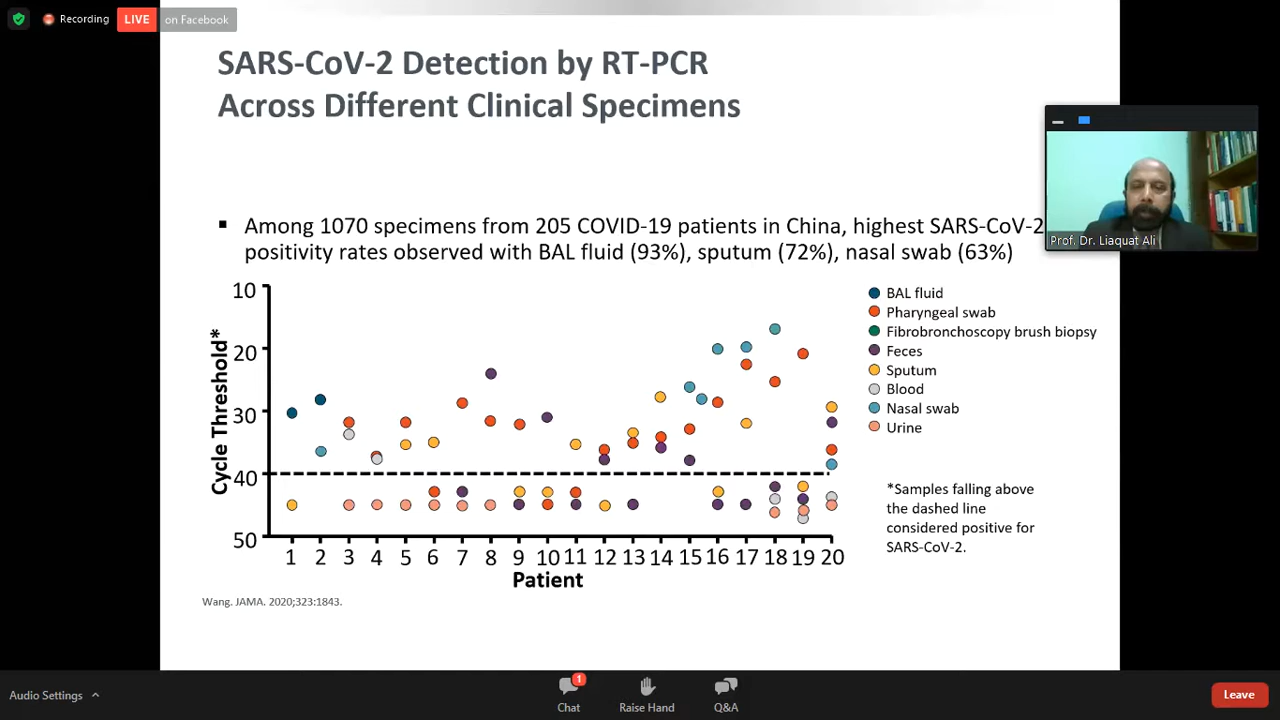 Recording LIVE on Facebook
SARS-CoV-2 Detection by RT-PCR
Across Different Clinical Specimens
▪ Among 1070 specimens from 205 COVID-19 patients in China, highest SARS-CoV-2
positivity rates observed with BAL fluid (93%), sputum (72%), nasal swab (63%)
Prof. Dr. Liaquat Ali
Cycle Threshold*
10
20
30
40
50
1 2 3 4 5 6 7 8 9 10 11 12 13 14 15 16 17 18 19 20
Patient
BAL fluid
Pharyngeal swab
Fibrobronchoscopy brush biopsy
Feces
Sputum
Blood
Nasal swab
Urine
*Samples falling above
the dashed line
considered positive for
SARS-CoV-2.
Wang. JAMA. 2020;323:1843.
Audio Settings
1
Chat
Raise Hand
Q&A
Leave